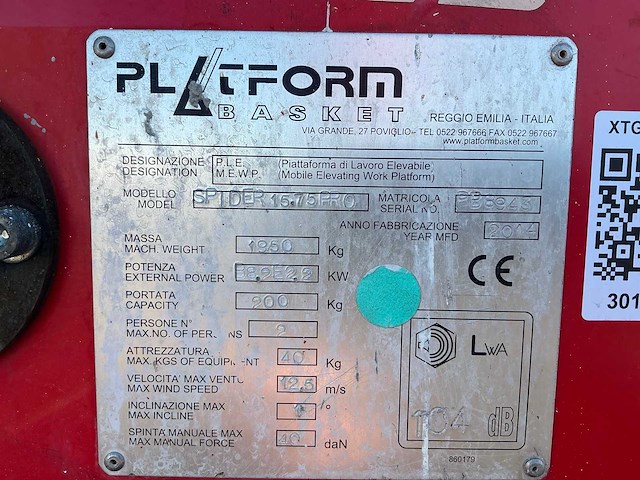 PLATFORM
BASKET
REGGIO EMILIA - ITALIA
VIA GRANDE, 27 POVIGLIO - TEL 0522 967666 FAX 0522 967667
www.platformbasket.com
DESIGNAZIONE P.L.E. (Piattaforma di Lavoro Elevabile)
DESIGNATION M.E.W.P. (Mobile Elevating Work Platform)
MODELLO
MODEL SPIDER 15.75PRO
MATRICOLA
SERIAL NO.
ANNO FABBRICAZIONE
YEAR MFD 2014
MASSA
MACH. WEIGHT 1950 Kg
POTENZA
EXTERNAL POWER KW
PORTATA
CAPACITY 200 Kg
PERSONE N°
MAX.NO. OF PERSONS 2
ATTREZZATURA
MAX. KGS OF EQUIPMENT 40 Kg
VELOCITA' MAX VENTO
MAX WIND SPEED 12.5 m/s
INCLINAZIONE MAX
MAX INCLINE 1 °
SPINTA MANUALE MAX
MAX MANUAL FORCE 40 daN
CE
LWA
104 dB
860179
XTG
301